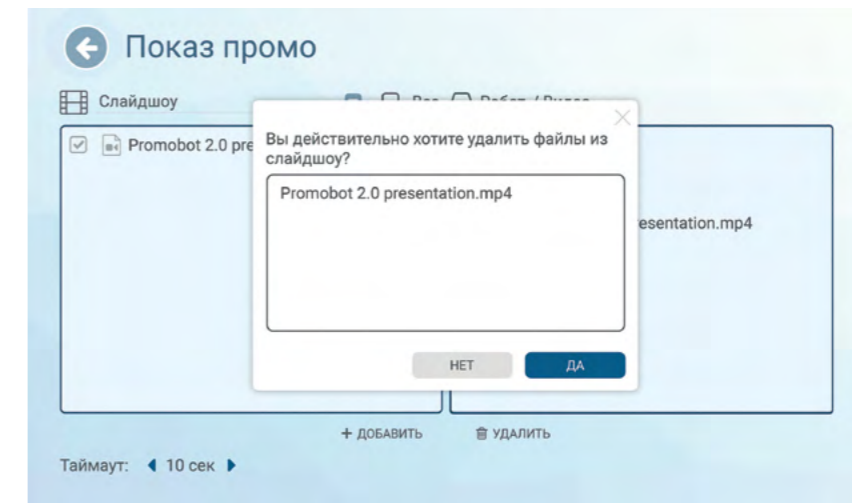 Показ промо
Слайдшоу
Вы действительно хотите удалить файлы из
слайдшоу?
Promobot 2.0 pre
Promobot 2.0 presentation.mp4
esentation.mp4
НЕТ
ДА
+ ДОБАВИТЬ
УДАЛИТЬ
Таймаут: 10 сек